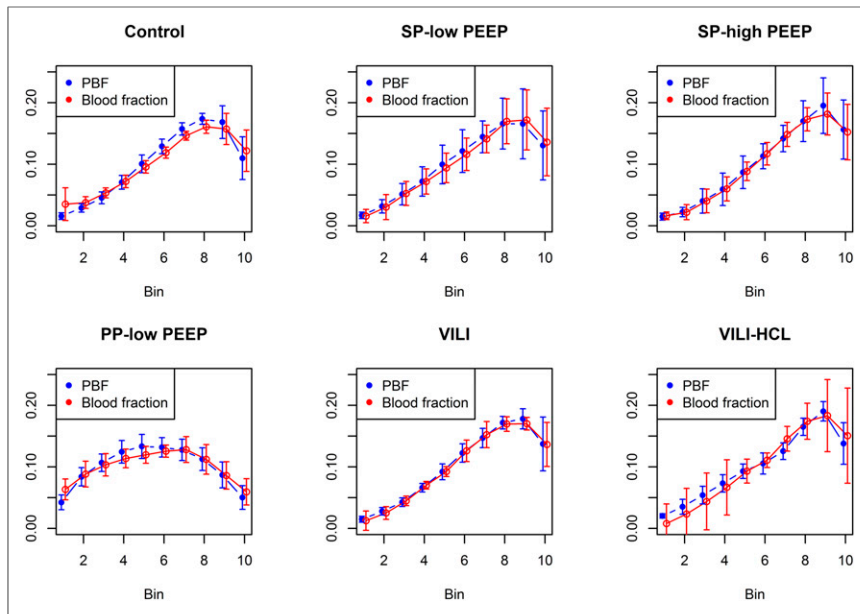 Control
SP-low PEEP
SP-high PEEP
PBF
Blood fraction
PBF
Blood fraction
PBF
Blood fraction
0.00 0.10 0.20
0.00 0.10 0.20
0.00 0.10 0.20
2 4 6 8 10
2 4 6 8 10
2 4 6 8 10
Bin
Bin
Bin
PP-low PEEP
VILI
VILI-HCL
PBF
Blood fraction
PBF
Blood fraction
PBF
Blood fraction
0.00 0.10 0.20
0.00 0.10 0.20
0.00 0.10 0.20
2 4 6 8 10
2 4 6 8 10
2 4 6 8 10
Bin
Bin
Bin